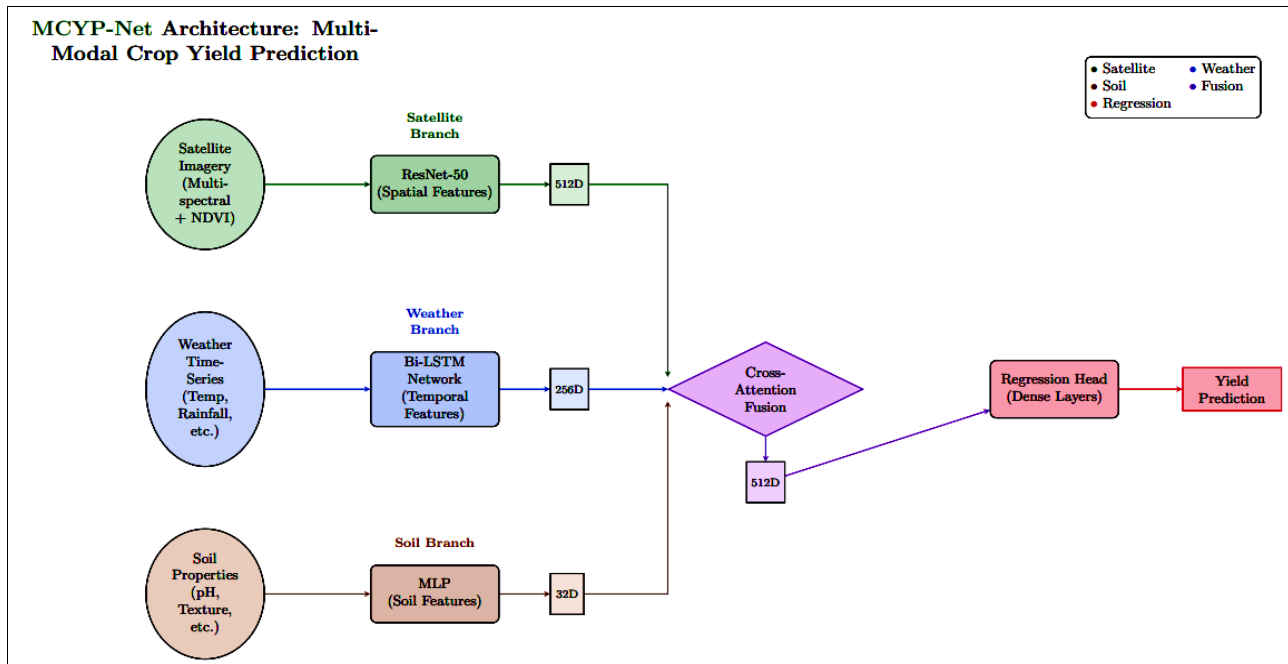 MCYP-Net Architecture: Multi-
Modal Crop Yield Prediction
• Satellite
• Weather
• Soil
• Fusion
• Regression
Satellite
Imagery
(Multi-
spectral
+ NDVI)
Satellite
Branch
ResNet-50
(Spatial Features)
512D
Weather
Time-
Series
(Temp,
Rainfall,
etc.)
Weather
Branch
Bi-LSTM
Network
(Temporal
Features)
256D
Cross-
Attention
Fusion
512D
Regression Head
(Dense Layers)
Yield
Prediction
Soil
Properties
(pH,
Texture,
etc.)
Soil Branch
MLP
(Soil Features)
32D